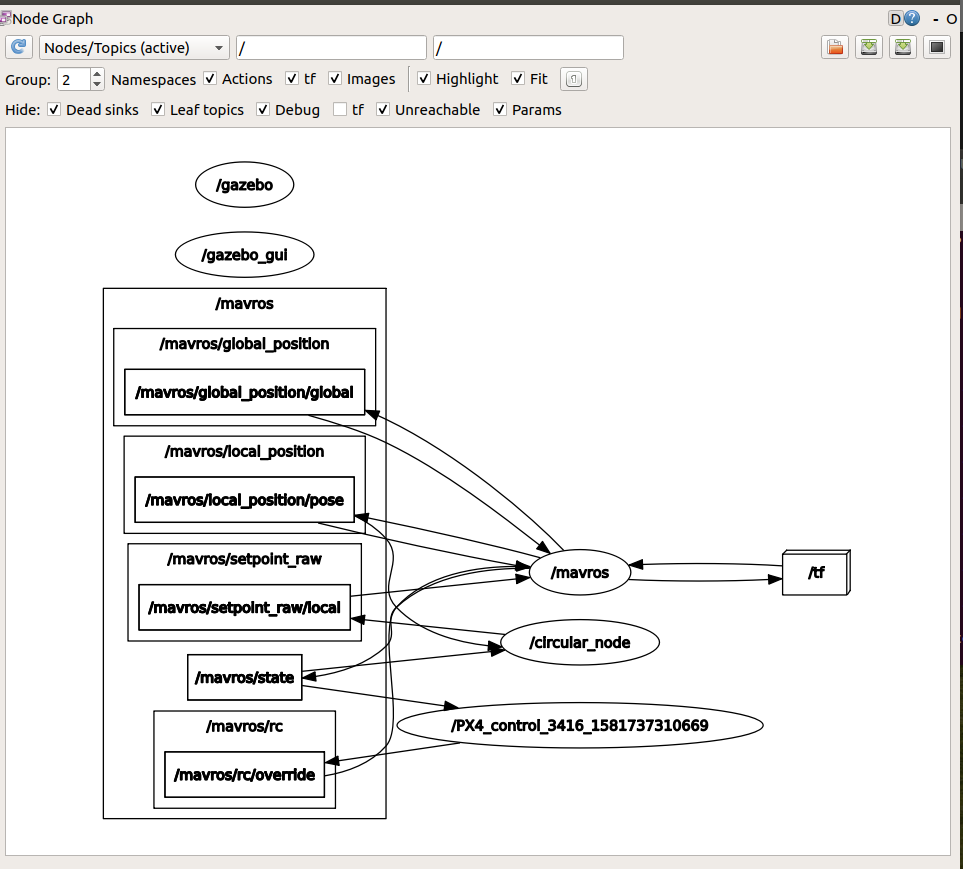 Node Graph
D ? - O
Nodes/Topics (active) / /
Group: 2 Namespaces Actions tf Images Highlight Fit
Hide: Dead sinks Leaf topics Debug tf Unreachable Params
/gazebo
/gazebo_gui
/mavros
/mavros/global_position
/mavros/global_position/global
/mavros/local_position
/mavros/local_position/pose
/mavros/setpoint_raw
/mavros/setpoint_raw/local
/mavros/state
/mavros/rc
/mavros/rc/override
/mavros
/tf
/circular_node
/PX4_control_3416_1581737310669